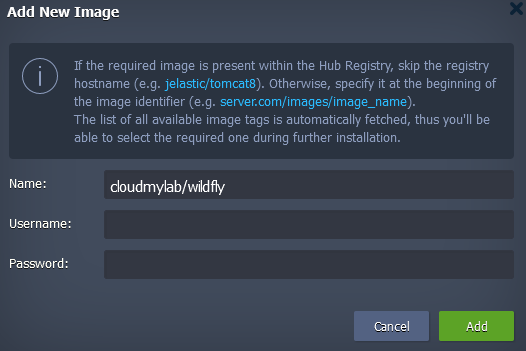 Add New Image
If the required image is present within the Hub Registry, skip the registry
hostname (e.g. jelastic/tomcat8). Otherwise, specify it at the beginning of
the image identifier (e.g. server.com/images/image_name).
The list of all available image tags is automatically fetched, thus you'll be
able to select the required one during further installation.
Name:
cloudmylab/wildfly
Username:
Password:
Cancel
Add